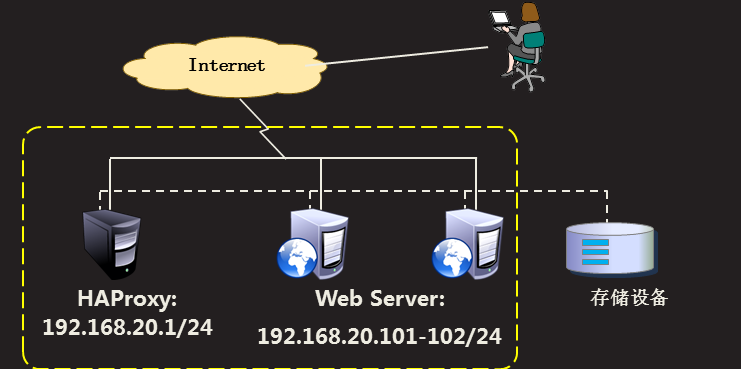 Internet
HAProxy:
192.168.20.1/24
Web Server:
192.168.20.101-102/24
存储设备